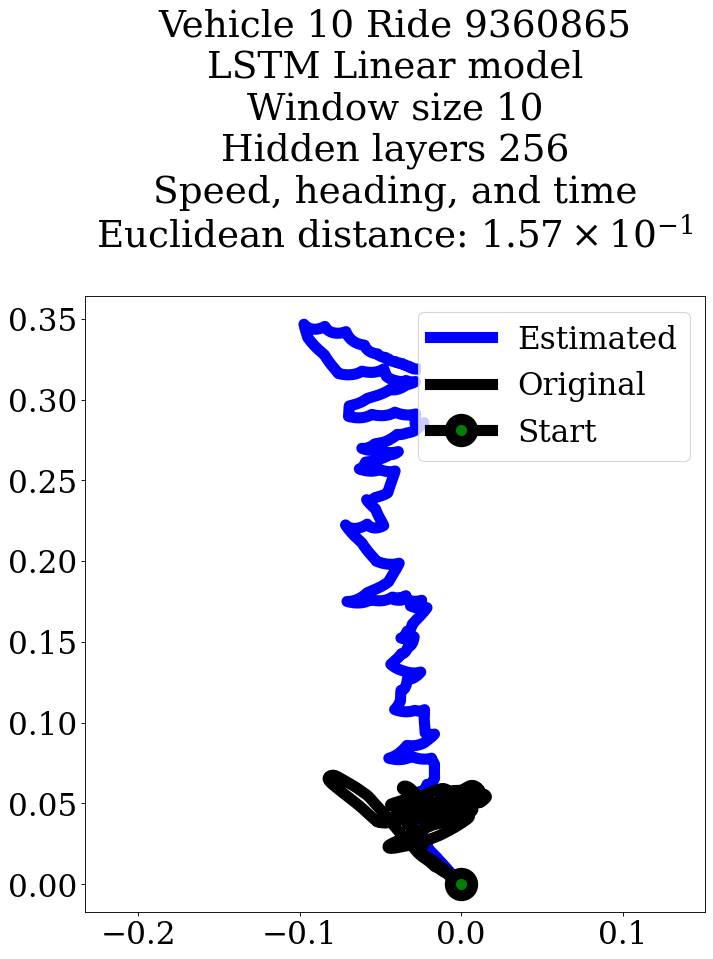 Vehicle 10 Ride 9360865
LSTM Linear model
Window size 10
Hidden layers 256
Speed, heading, and time
Euclidean distance: $1.57 \times 10^{-1}$
0.35
0.30
0.25
0.20
0.15
0.10
0.05
0.00
Estimated
Original
Start
−0.2
−0.1
0.0
0.1